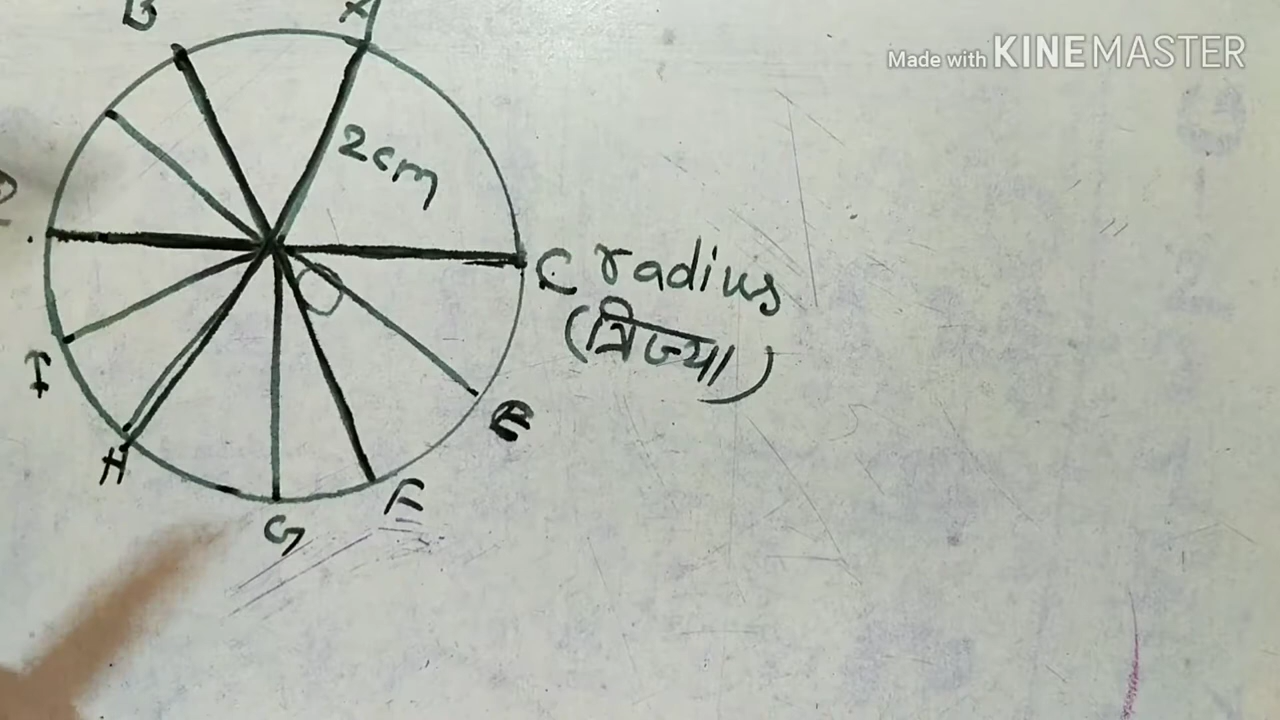 Made with KINEMASTER
B
A
2cm
C radius
(त्रिज्या)
O
I
E
H
F
G